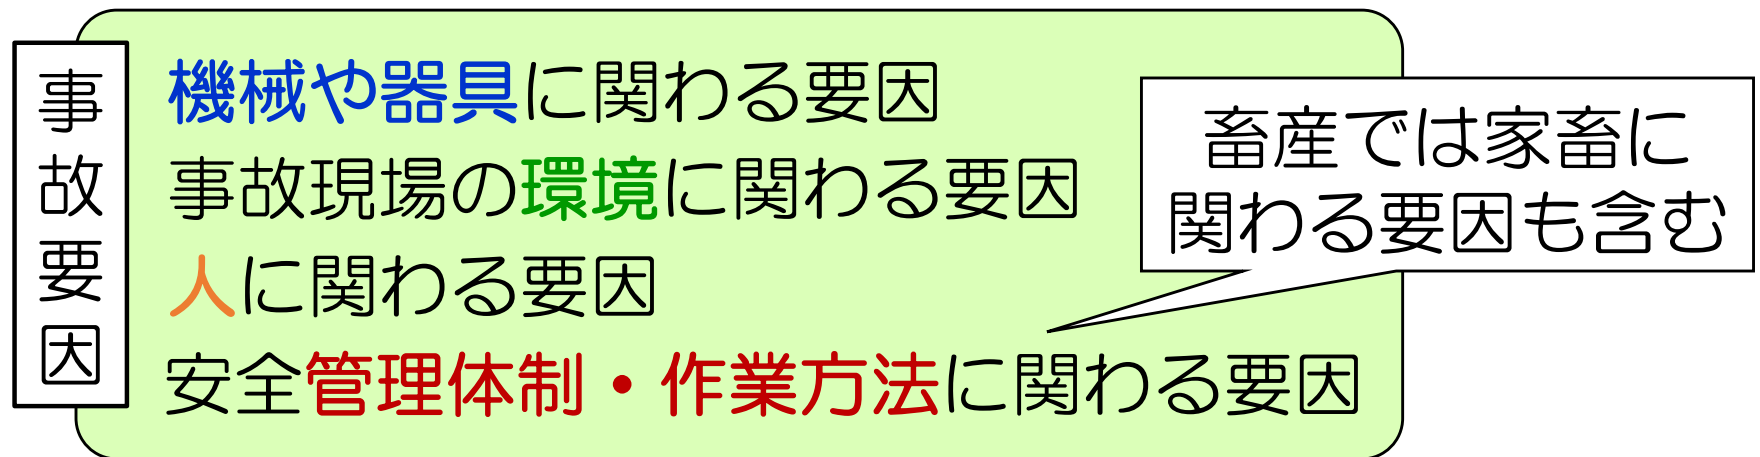 事故要因
機械や器具に関わる要因
事故現場の環境に関わる要因
人に関わる要因
安全管理体制・作業方法に関わる要因
畜産では家畜に
関わる要因も含む